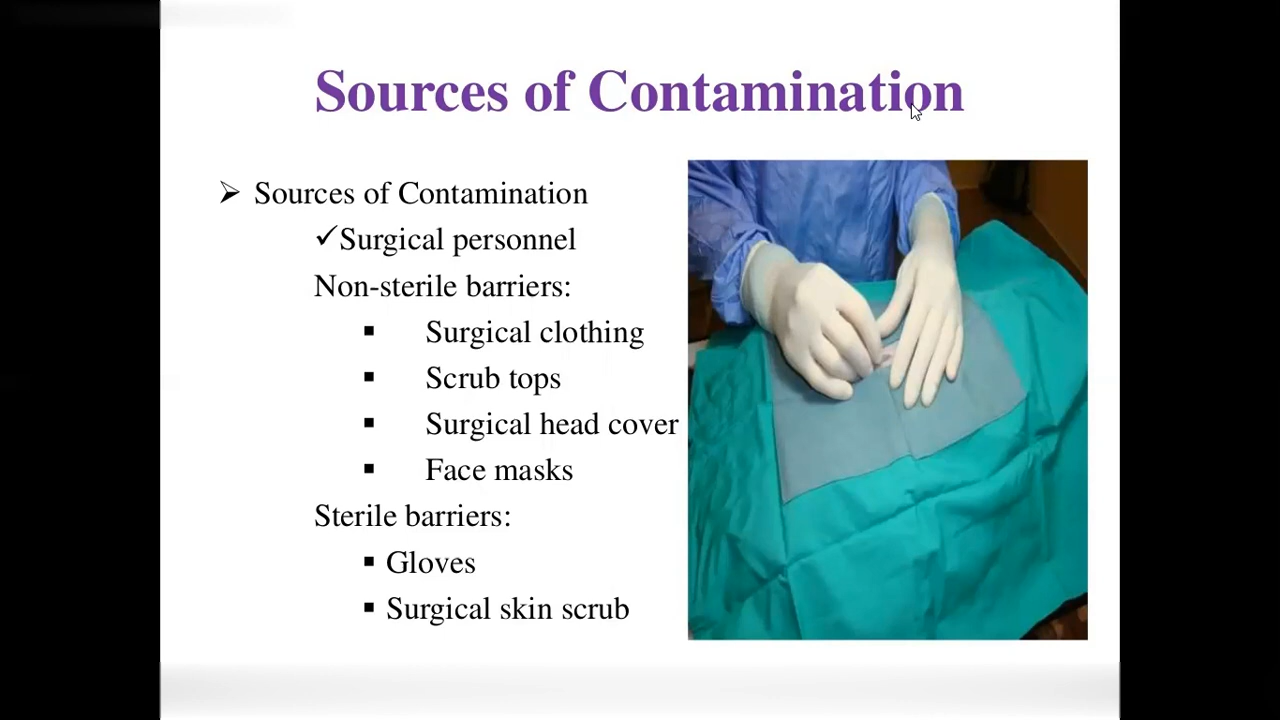 Sources of Contamination
➢ Sources of Contamination
✓Surgical personnel
Non-sterile barriers:
▪ Surgical clothing
▪ Scrub tops
▪ Surgical head cover
▪ Face masks
Sterile barriers:
▪ Gloves
▪ Surgical skin scrub